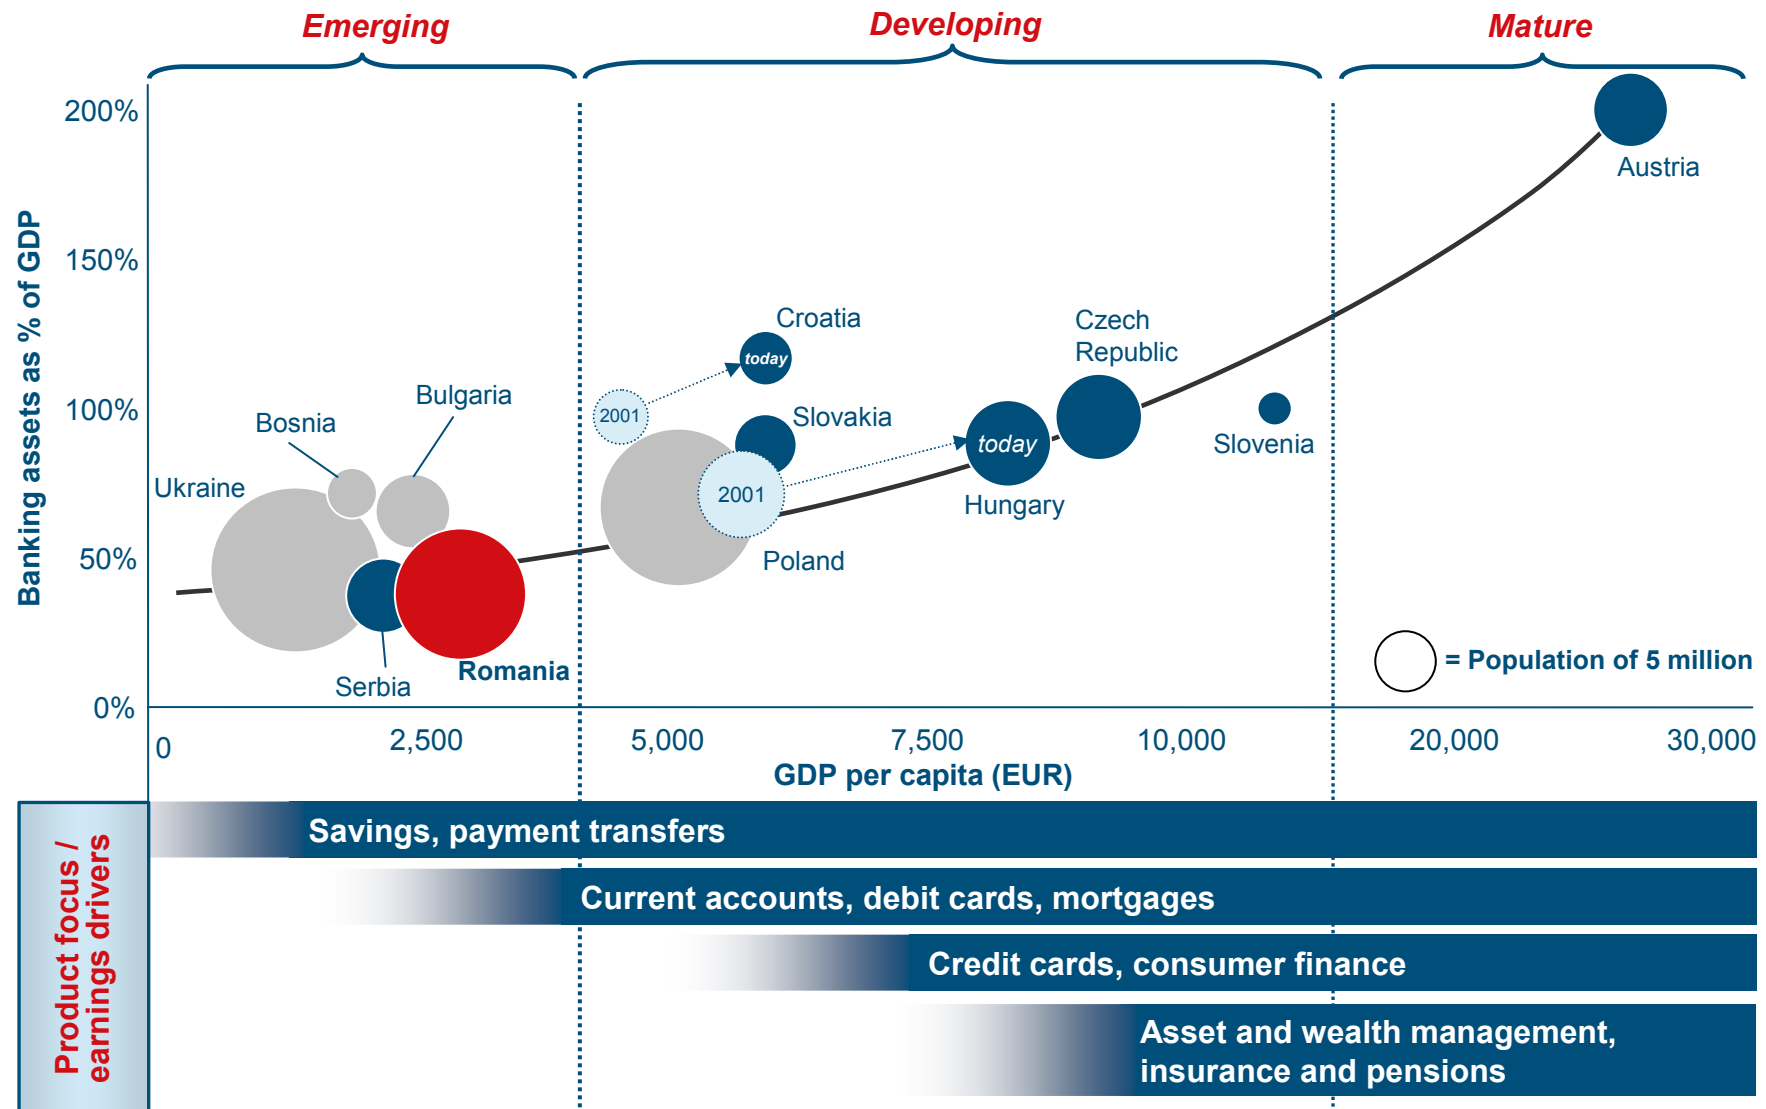 Emerging
Developing
Mature
200%
150%
100%
50%
0%
Banking assets as % of GDP
Austria
Croatia
today
2001
Czech
Republic
Slovakia
Bulgaria
Bosnia
Ukraine
2001
today
Slovenia
Hungary
Poland
Serbia
Romania
= Population of 5 million
0
2,500
5,000
7,500
10,000
20,000
30,000
GDP per capita (EUR)
Product focus /
earnings drivers
Savings, payment transfers
Current accounts, debit cards, mortgages
Credit cards, consumer finance
Asset and wealth management,
insurance and pensions